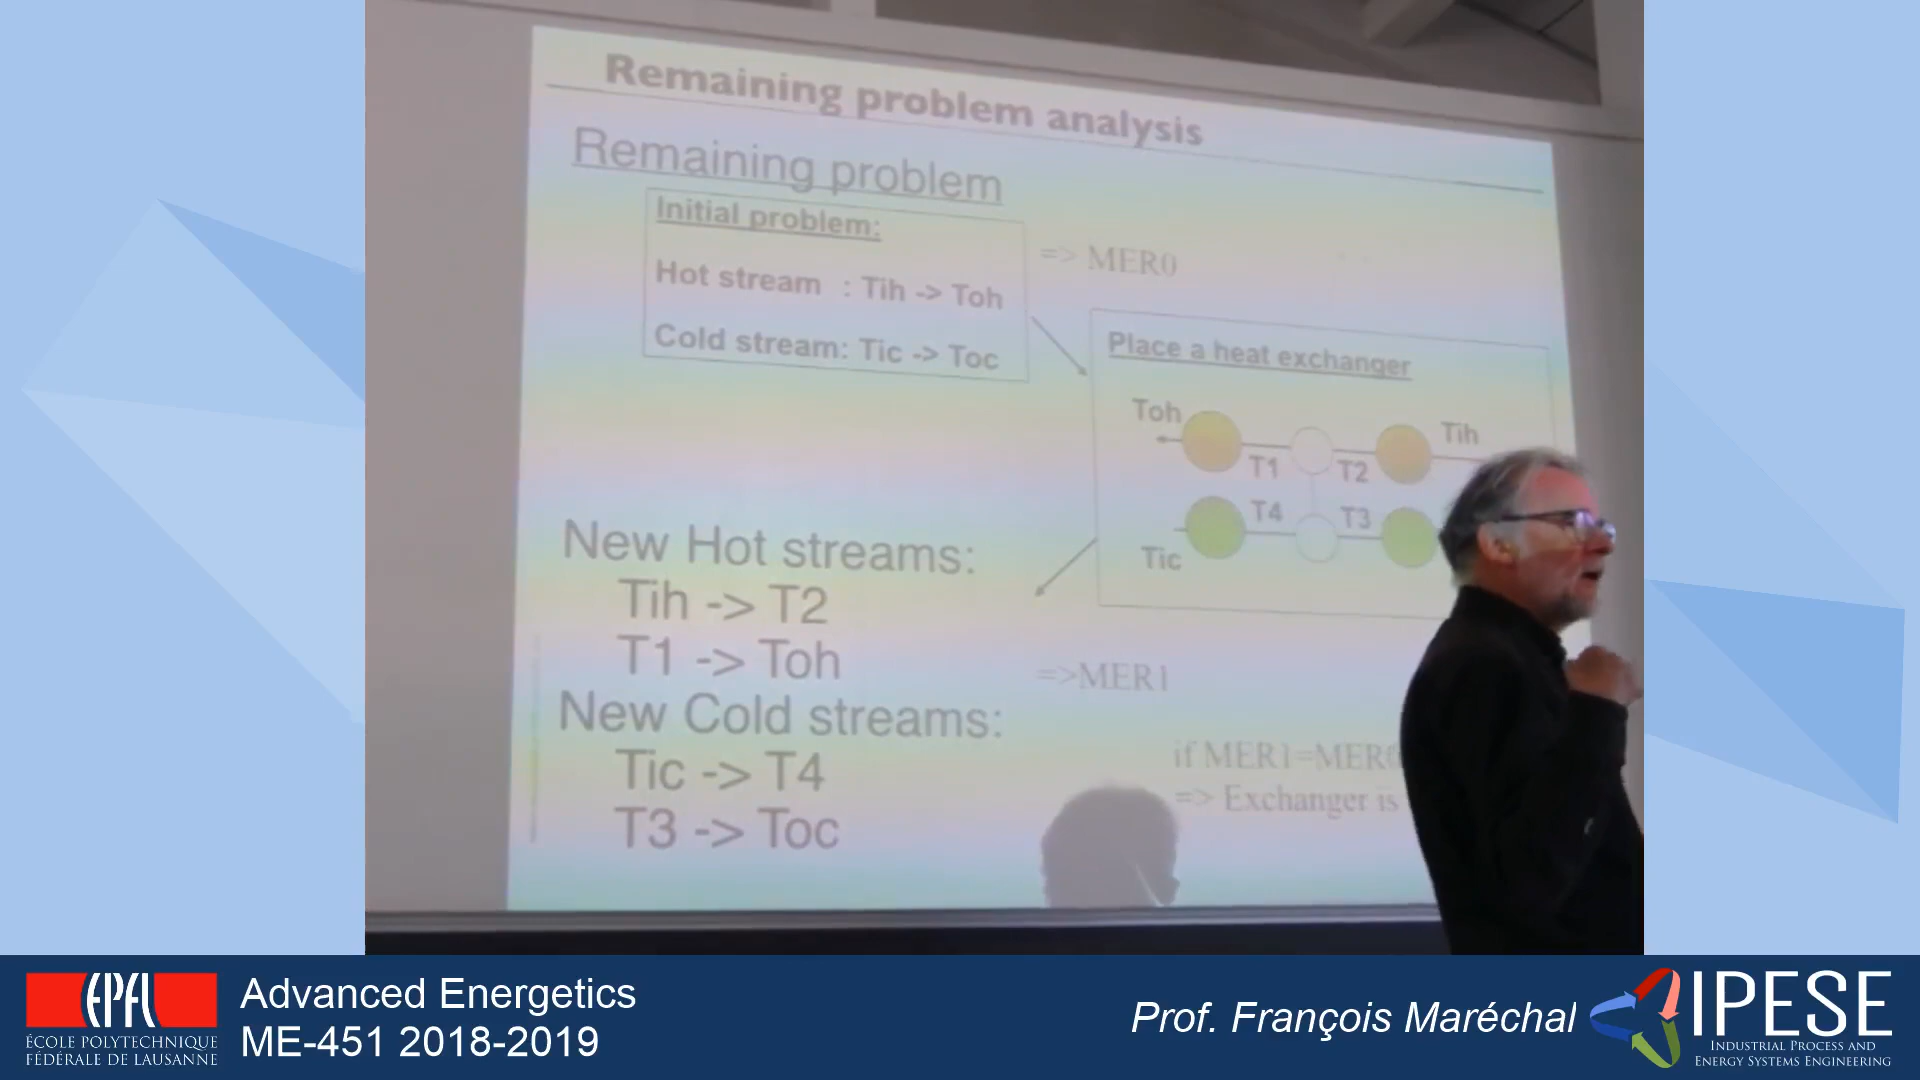 Remaining problem analysis
Remaining problem
Initial problem:
Hot stream : Tih -> Toh
Cold stream: Tic -> Toc
=> MER0
Place a heat exchanger
Toh
Tih
T1
T2
T4
T3
Tic
New Hot streams:
Tih -> T2
T1 -> Toh
New Cold streams:
Tic -> T4
T3 -> Toc
=>MER1
if MER1=MER0
=> Exchanger is
EPFL
ÉCOLE POLYTECHNIQUE
FÉDÉRALE DE LAUSANNE
Advanced Energetics
ME-451 2018-2019
Prof. François Maréchal
IPESE
INDUSTRIAL PROCESS AND
ENERGY SYSTEMS ENGINEERING